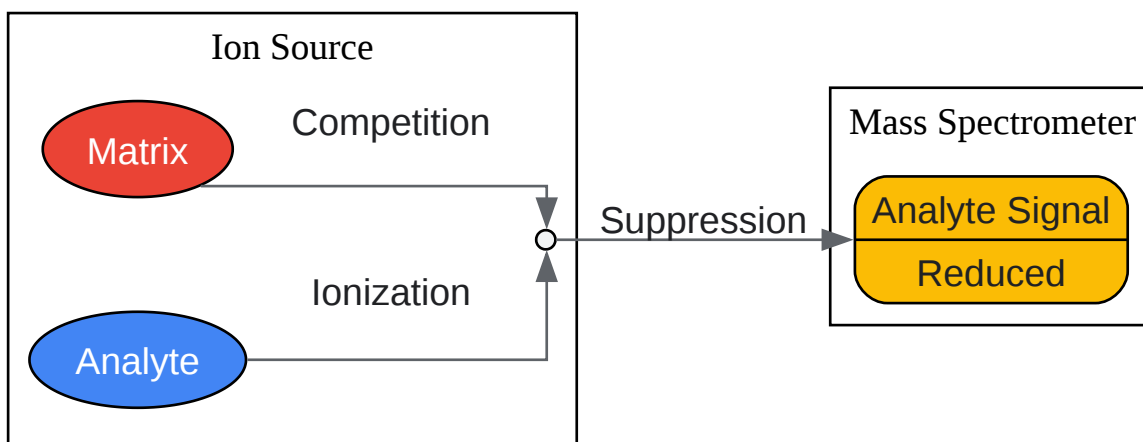 Ion Source
Competition
Matrix
Mass Spectrometer
Analyte Signal
Suppression
Reduced
Ionization
Analyte